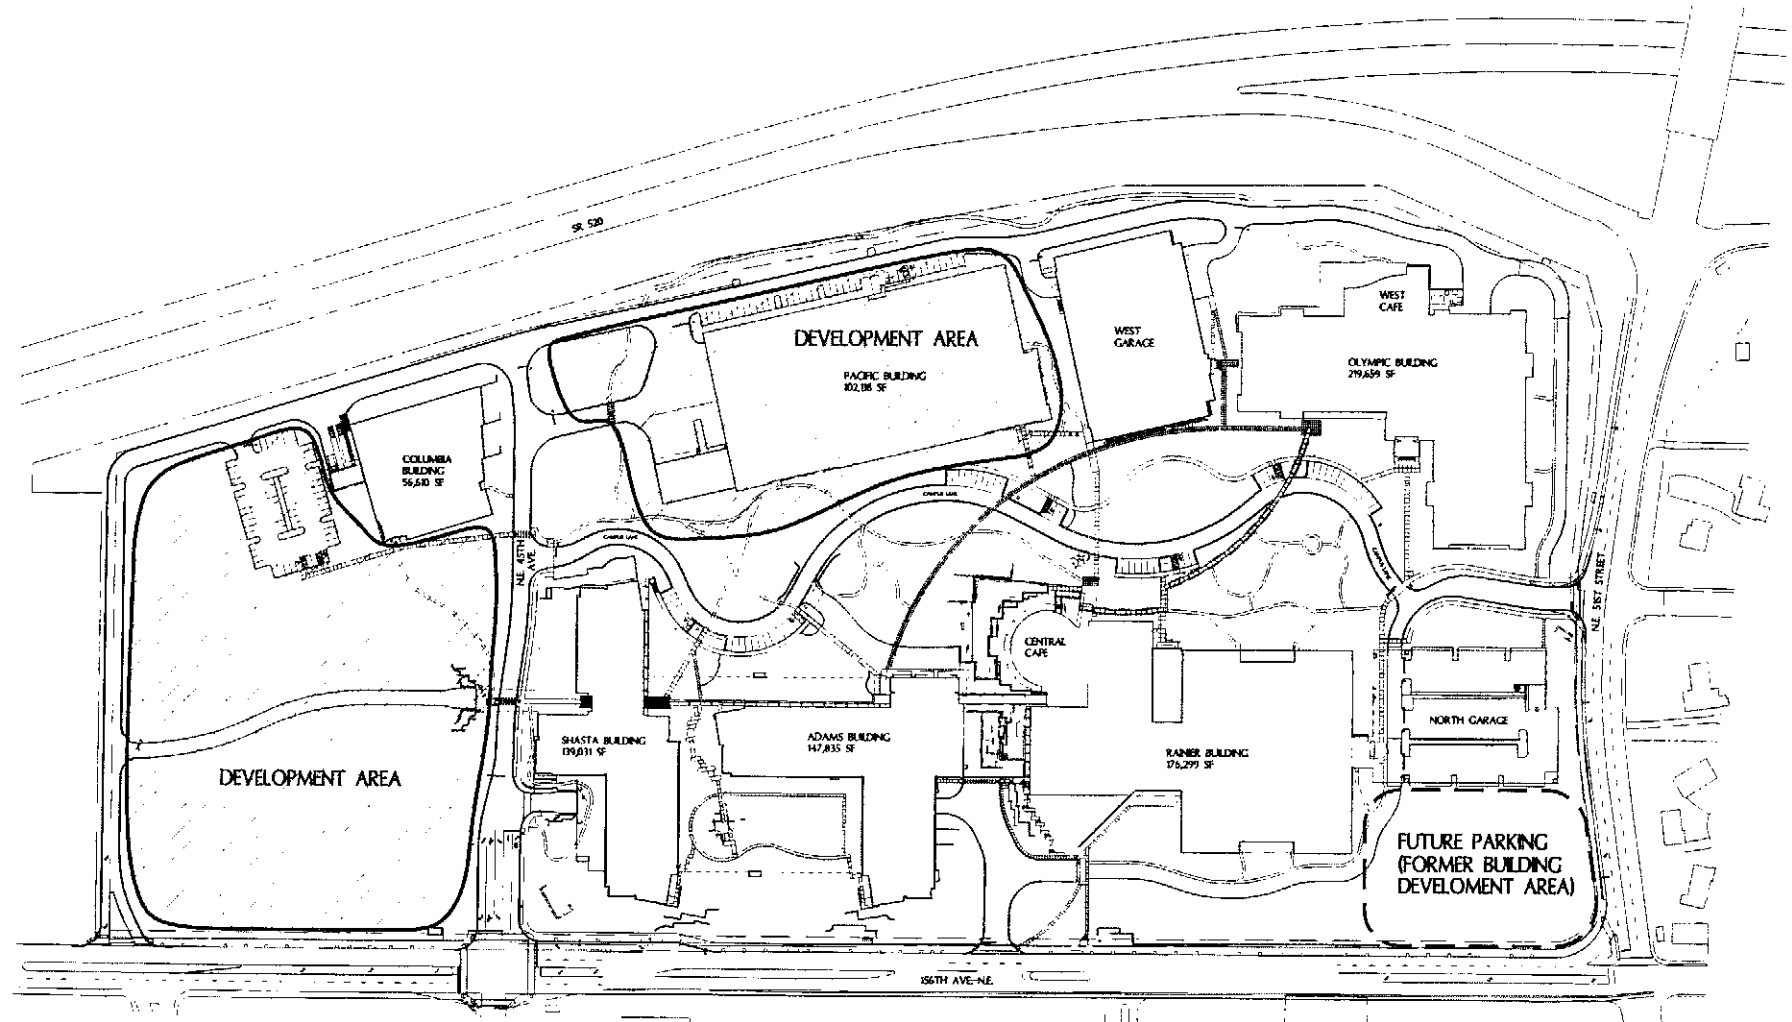 SR 520
WEST
CAFE
DEVELOPMENT AREA
WEST
GARAGE
OLYMPIC BUILDING
219,659 SF
PACIFIC BUILDING
102,118 SF
COLUMBIA
BUILDING
56,610 SF
CAMPUS LANE
CAMPUS LANE
N.E. 45TH
AVE
CAMPUS LANE
N.E. 51ST STREET
CENTRAL
CAFE
NORTH GARAGE
SHASTA BUILDING
139,031 SF
ADAMS BUILDING
147,835 SF
RAINIER BUILDING
176,299 SF
DEVELOPMENT AREA
FUTURE PARKING
(FORMER BUILDING
DEVELOMENT AREA)
156TH AVE. N.E.